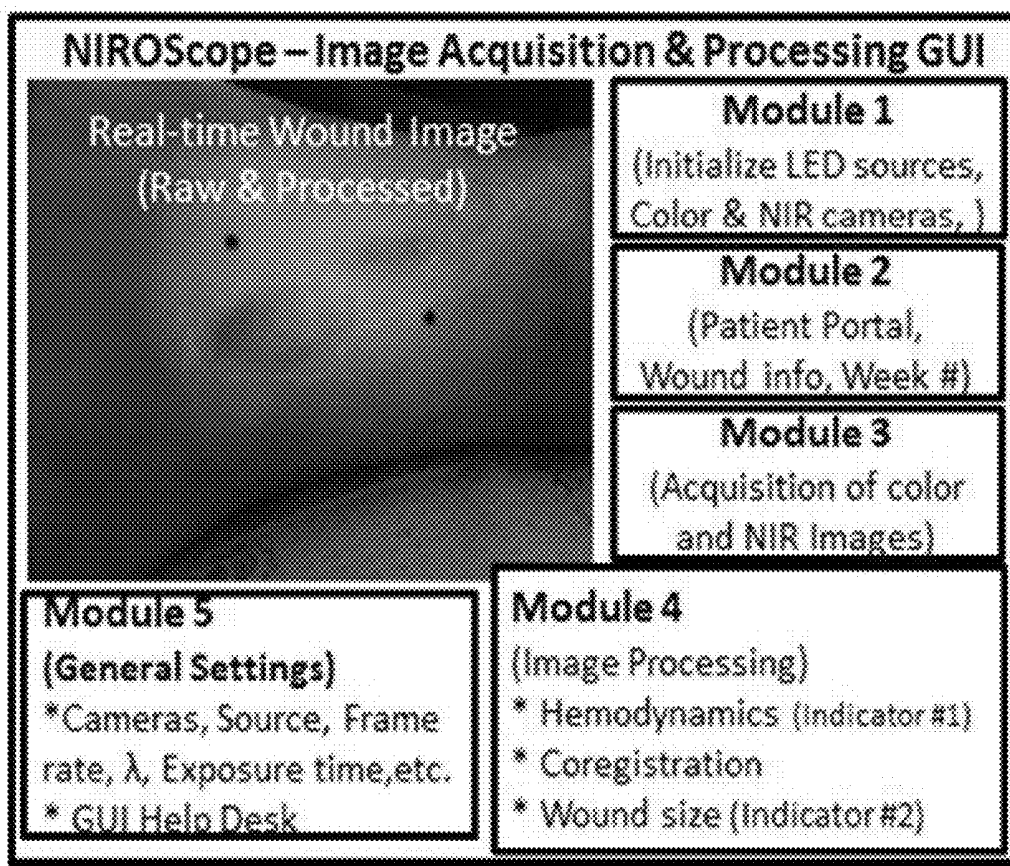 NIROScope – Image Acquisition & Processing GUI
Real-time Wound Image
(Raw & Processed)
Module 1
(Initialize LED sources,
Color & NIR cameras, )
Module 2
(Patient Portal,
Wound info, Week #)
Module 3
(Acquisition of color
and NIR Images)
Module 4
(Image Processing)
* Hemodynamics (Indicator #1)
* Coregistration
* Wound size (Indicator #2)
Module 5
(General Settings)
*Cameras, Source, Frame
rate, λ, Exposure time,etc.
* GUI Help Desk